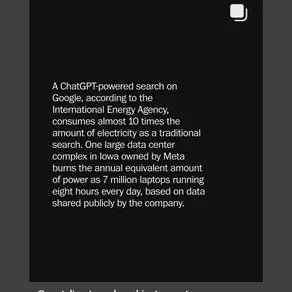 A ChatGPT-powered search on
Google, according to the
International Energy Agency,
consumes almost 10 times the
amount of electricity as a traditional
search. One large data center
complex in Iowa owned by Meta
burns the annual equivalent amount
of power as 7 million laptops running
eight hours every day, based on data
shared publicly by the company.